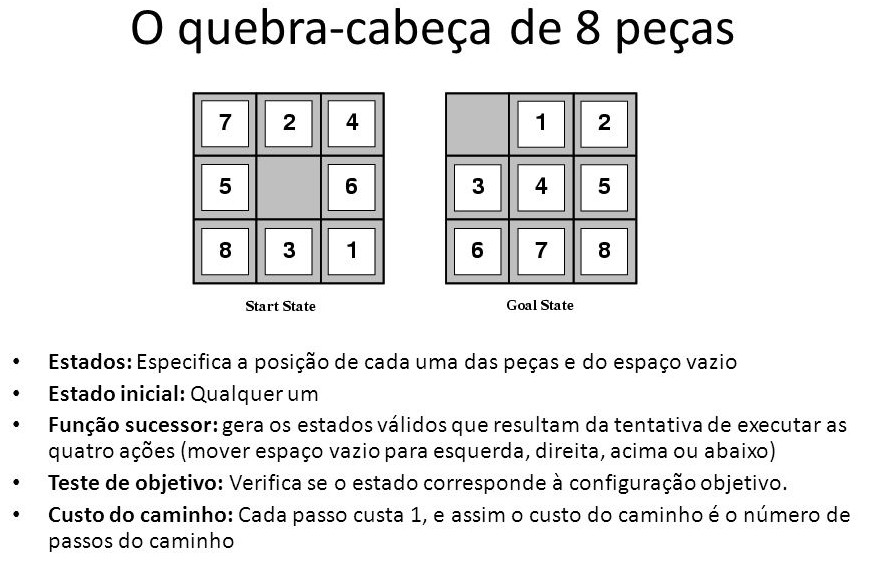 O quebra-cabeça de 8 peças
7 2 4
5 6
8 3 1
Start State
1 2
3 4 5
6 7 8
Goal State
• Estados: Especifica a posição de cada uma das peças e do espaço vazio
• Estado inicial: Qualquer um
• Função sucessor: gera os estados válidos que resultam da tentativa de executar as
quatro ações (mover espaço vazio para esquerda, direita, acima ou abaixo)
• Teste de objetivo: Verifica se o estado corresponde à configuração objetivo.
• Custo do caminho: Cada passo custa 1, e assim o custo do caminho é o número de
passos do caminho